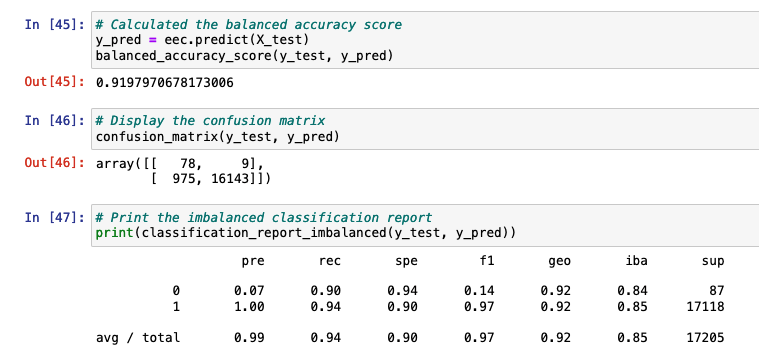 In [45]: # Calculated the balanced accuracy score
y_pred = eec.predict(X_test)
balanced_accuracy_score(y_test, y_pred)
Out[45]: 0.9197970678173006
In [46]: # Display the confusion matrix
confusion_matrix(y_test, y_pred)
Out[46]: array([[   78,     9],
       [  975, 16143]])
In [47]: # Print the imbalanced classification report
print(classification_report_imbalanced(y_test, y_pred))
pre rec spe f1 geo iba sup
0 0.07 0.90 0.94 0.14 0.92 0.84 87
1 1.00 0.94 0.90 0.97 0.92 0.85 17118
avg / total 0.99 0.94 0.90 0.97 0.92 0.85 17205